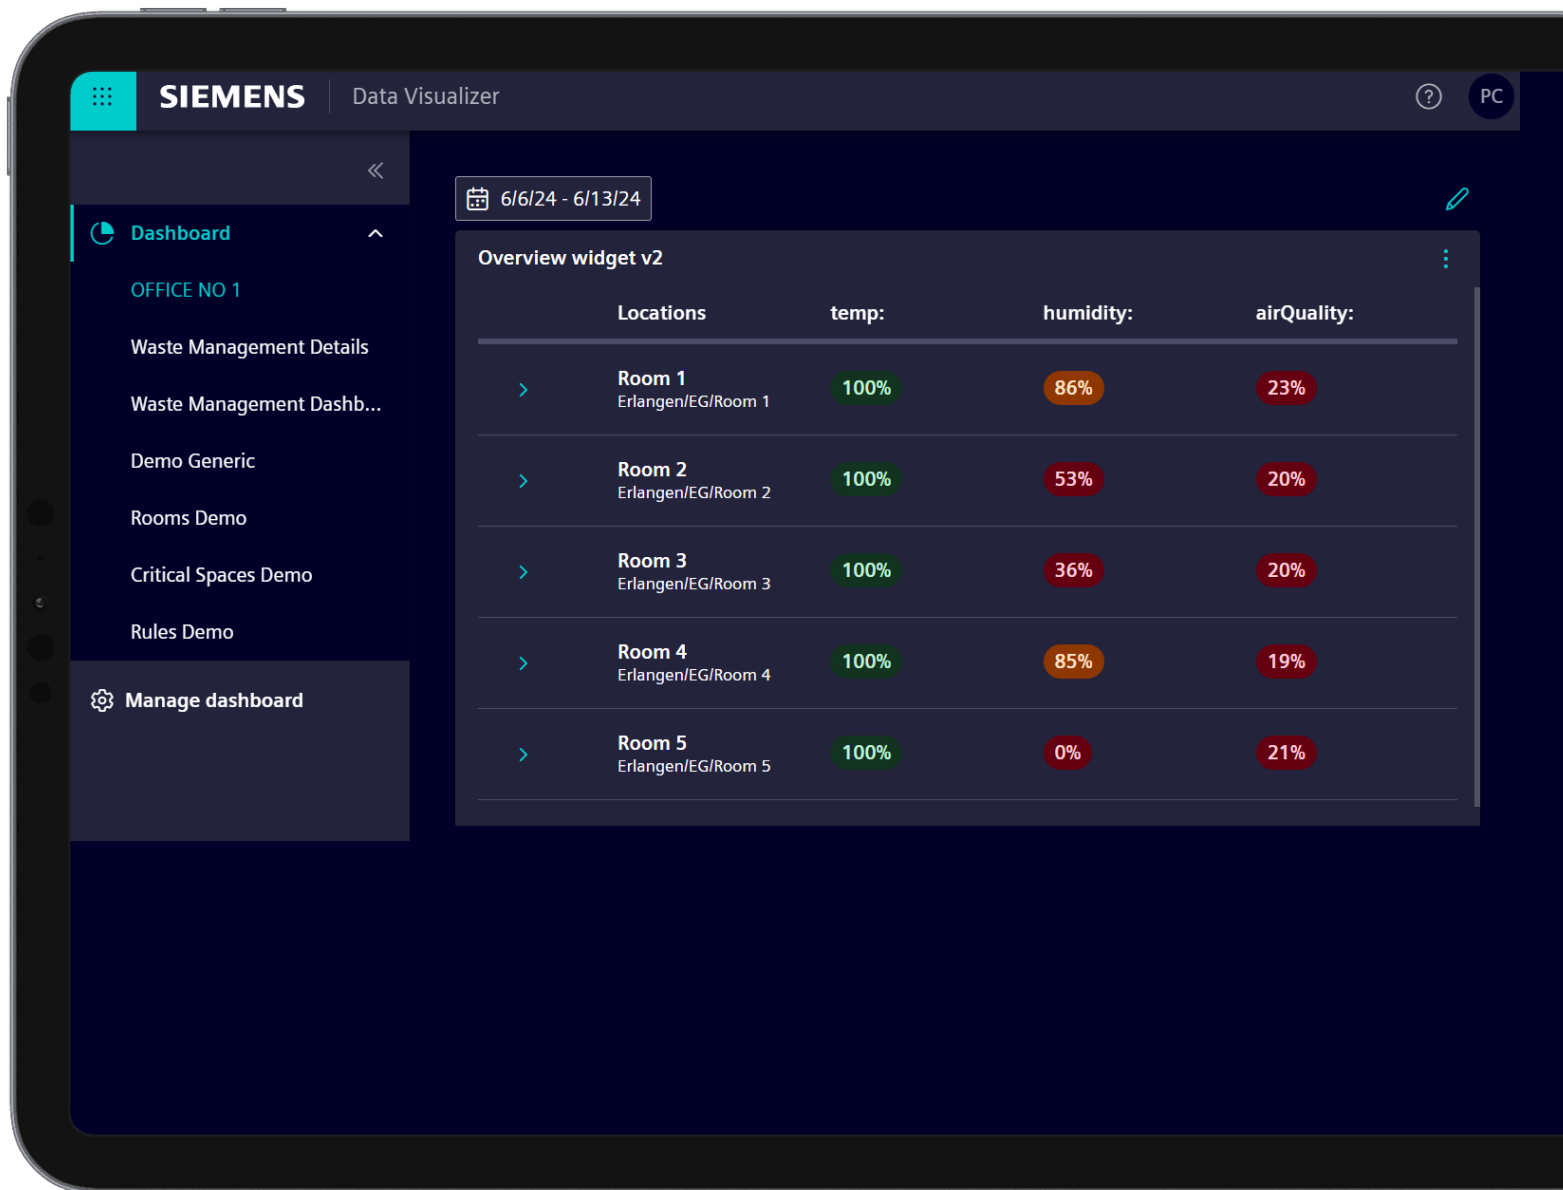 SIEMENS Data Visualizer PC
Dashboard
OFFICE NO 1
Waste Management Details
Waste Management Dashb...
Demo Generic
Rooms Demo
Critical Spaces Demo
Rules Demo
Manage dashboard
6/6/24 - 6/13/24
Overview widget v2
Locations temp: humidity: airQuality:
Room 1 100% 86% 23%
Erlangen/EG/Room 1
Room 2 100% 53% 20%
Erlangen/EG/Room 2
Room 3 100% 36% 20%
Erlangen/EG/Room 3
Room 4 100% 85% 19%
Erlangen/EG/Room 4
Room 5 100% 0% 21%
Erlangen/EG/Room 5